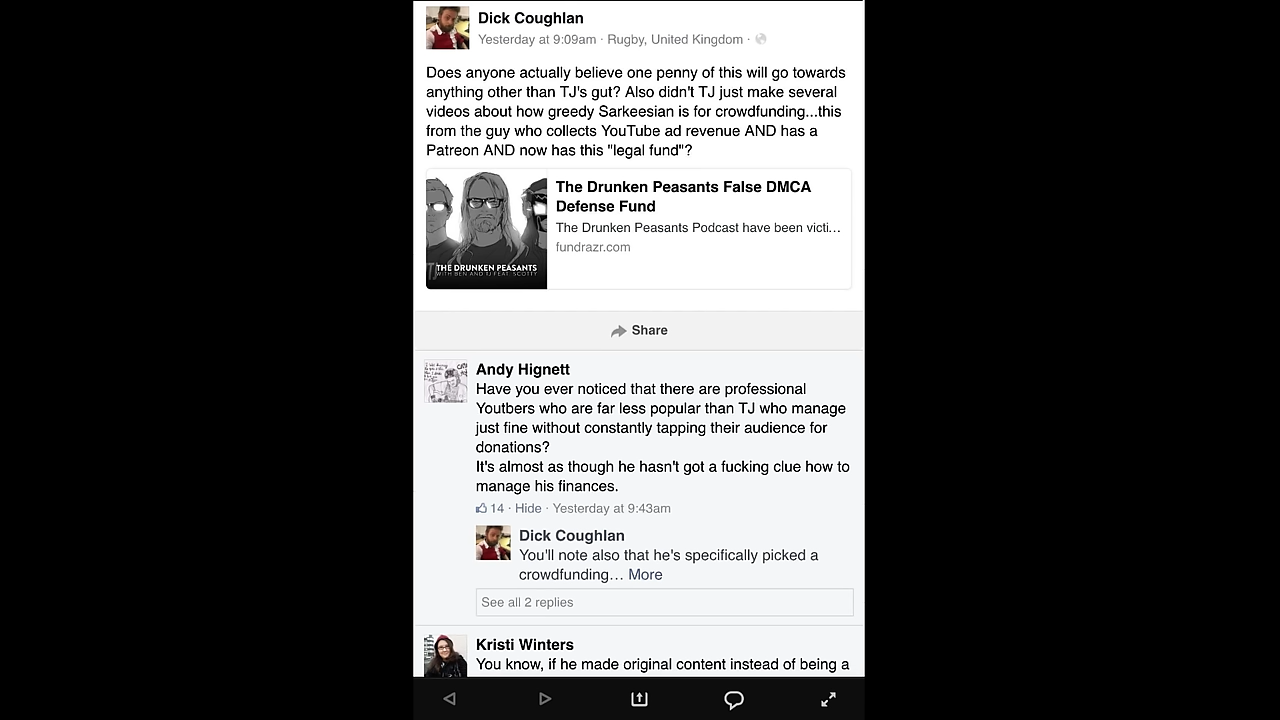 Dick Coughlan
Yesterday at 9:09am · Rugby, United Kingdom ·
Does anyone actually believe one penny of this will go towards
anything other than TJ's gut? Also didn't TJ just make several
videos about how greedy Sarkeesian is for crowdfunding...this
from the guy who collects YouTube ad revenue AND has a
Patreon AND now has this "legal fund"?
The Drunken Peasants False DMCA
Defense Fund
The Drunken Peasants Podcast have been victi...
fundrazr.com
THE DRUNKEN PEASANTS
WITH BEN AND TJ FEAT. SCOTTY
Share
Andy Hignett
Have you ever noticed that there are professional
Youtbers who are far less popular than TJ who manage
just fine without constantly tapping their audience for
donations?
It's almost as though he hasn't got a fucking clue how to
manage his finances.
14 · Hide · Yesterday at 9:43am
Dick Coughlan
You'll note also that he's specifically picked a
crowdfunding... More
See all 2 replies
Kristi Winters
You know, if he made original content instead of being a